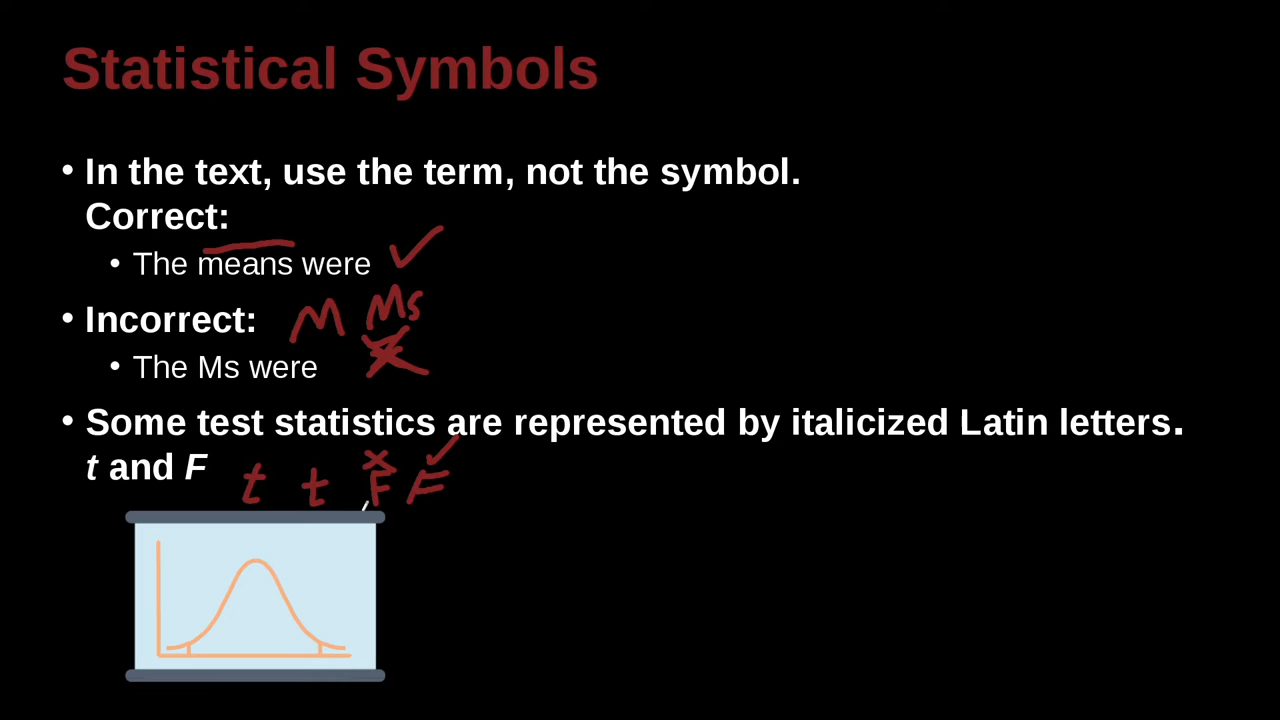 Statistical Symbols
• In the text, use the term, not the symbol.
Correct:
• The means were
M Ms
• Incorrect:
• The Ms were
• Some test statistics are represented by italicized Latin letters.
t and F
t t F F